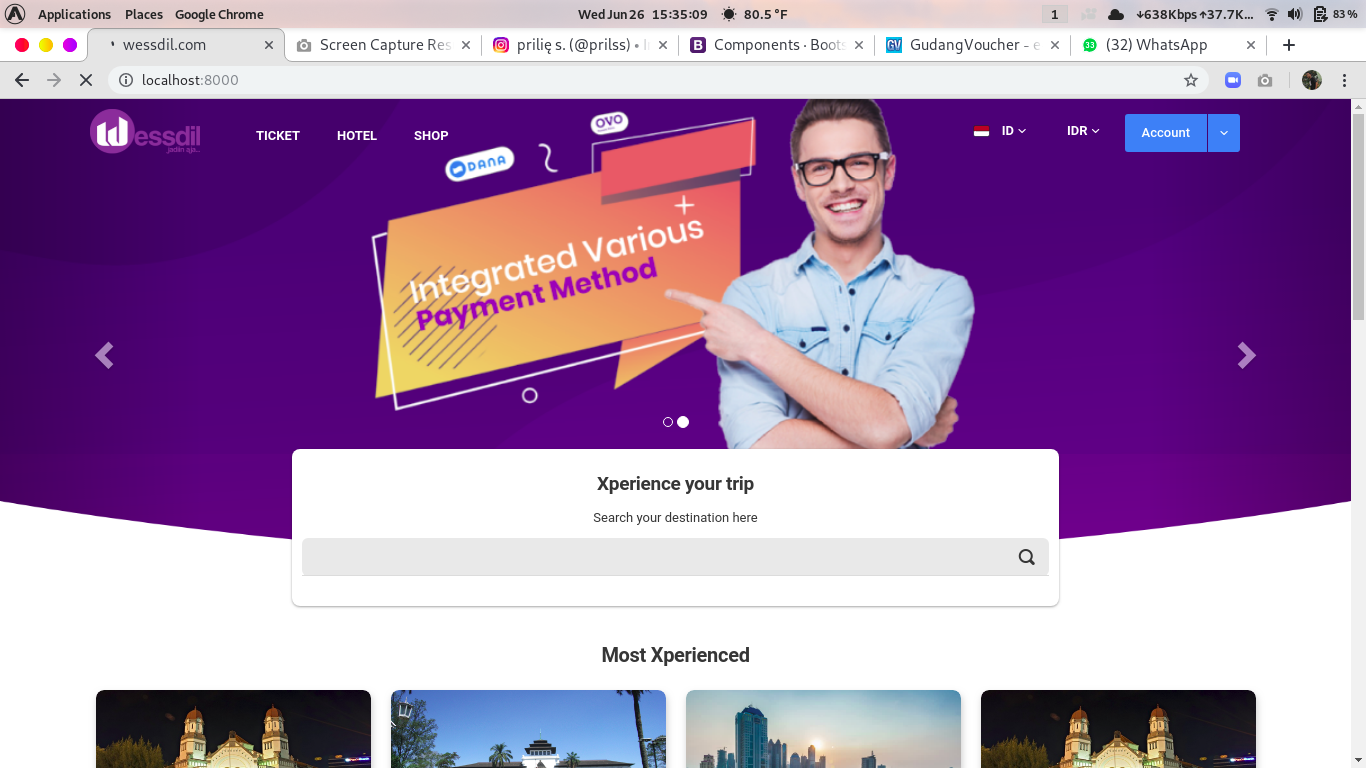 Applications Places Google Chrome Wed Jun 26 15:35:09 80.5 °F 1 ↓638Kbps↑37.7K... 83 %
wessdil.com
Screen Capture Res
prilię s. (@prilss) • I
Components · Boots
GudangVoucher - e
33 (32) WhatsApp
localhost:8000
Wessdil
jadiin aja...
TICKET HOTEL SHOP
ID IDR Account
OVO
DANA
Integrated Various
Payment Method
Xperience your trip
Search your destination here
Most Xperienced